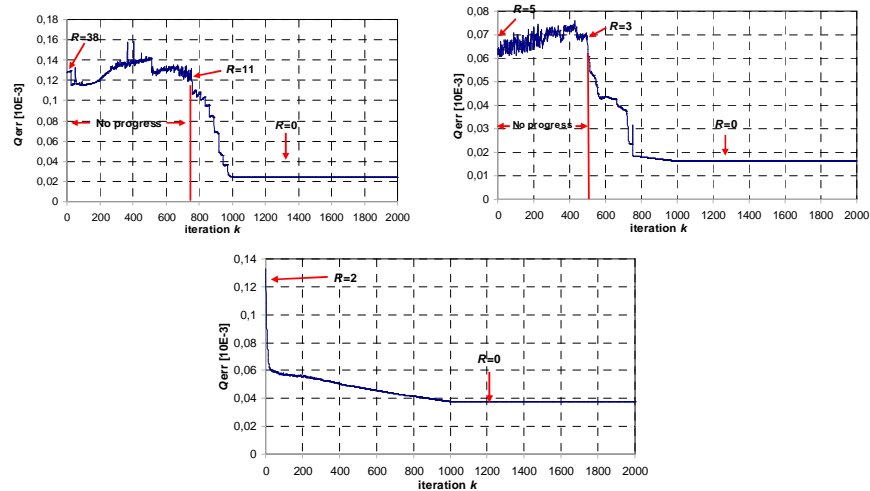 Qerr [10E-3]
0,18
0,16
0,14
0,12
0,1
0,08
0,06
0,04
0,02
0
R=38
R=11
No progress
R=0
0 200 400 600 800 1000 1200 1400 1600 1800 2000
iteration k
Qerr [10E-3]
0,08
0,07
0,06
0,05
0,04
0,03
0,02
0,01
0
R=5
R=3
No progress
R=0
0 200 400 600 800 1000 1200 1400 1600 1800 2000
iteration k
Qerr [10E-3]
0,14
0,12
0,1
0,08
0,06
0,04
0,02
0
R=2
R=0
0 200 400 600 800 1000 1200 1400 1600 1800 2000
iteration k